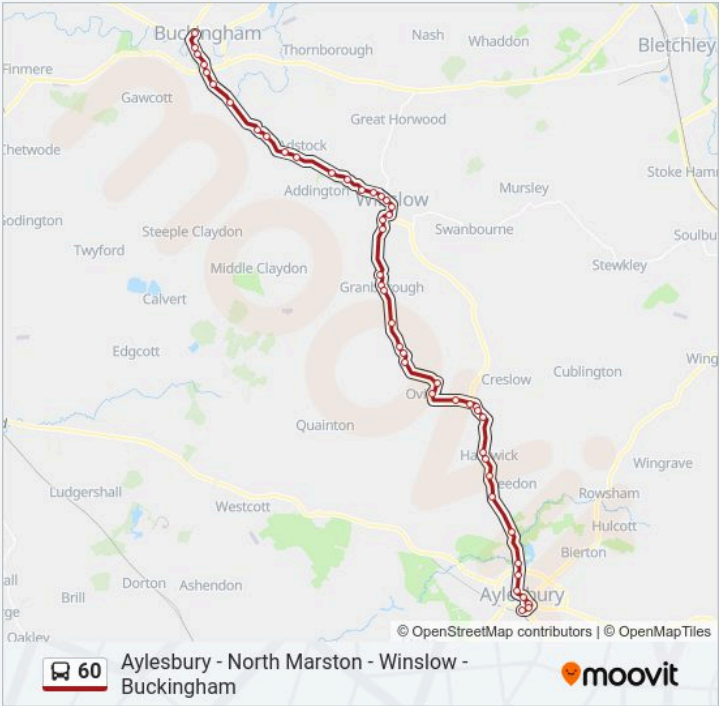 Buckingham
Nash
Whaddon
Bletchley
Thornborough
Finmere
Gawcott
Great Horwood
Chetwode
Adstock
Stoke Ham
Addington
Winslow
Mursley
Godington
Steeple Claydon
Swanbourne
Soulbu
Twyford
Middle Claydon
Stewkley
Granborough
Calvert
Edgcott
Wing
Creslow
Cublington
Oving
Quainton
Hardwick
Wingrave
Weedon
Ludgershall
Rowsham
Westcott
Hulcott
Bierton
Dorton
Ashendon
Brill
Aylesbury
Oakley
© OpenStreetMap contributors | © OpenMapTiles
60
Aylesbury - North Marston - Winslow -
Buckingham
moovit